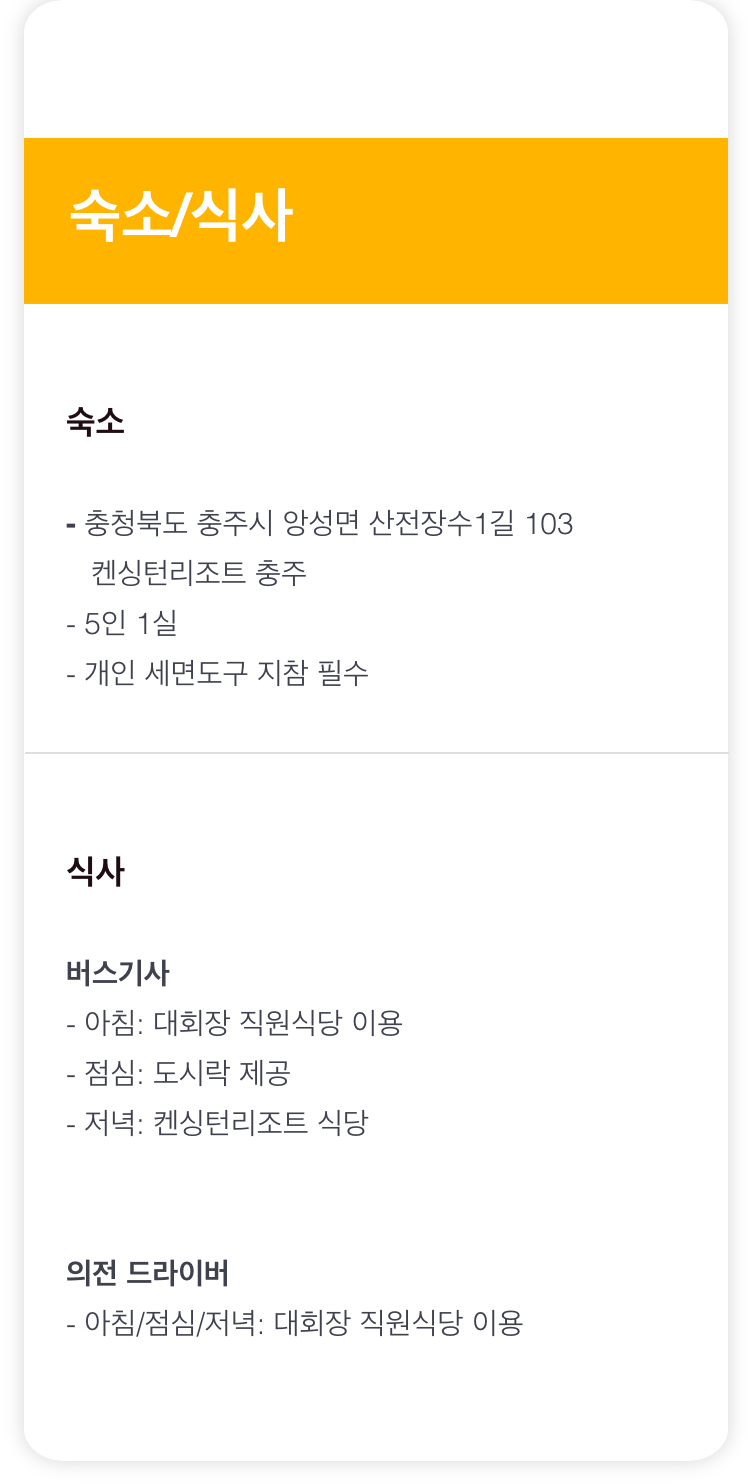 숙소/식사
숙소
- 충청북도 충주시 앙성면 산전장수1길 103
켄싱턴리조트 충주
- 5인 1실
- 개인 세면도구 지참 필수
식사
버스기사
- 아침: 대회장 직원식당 이용
- 점심: 도시락 제공
- 저녁: 켄싱턴리조트 식당
의전 드라이버
- 아침/점심/저녁: 대회장 직원식당 이용